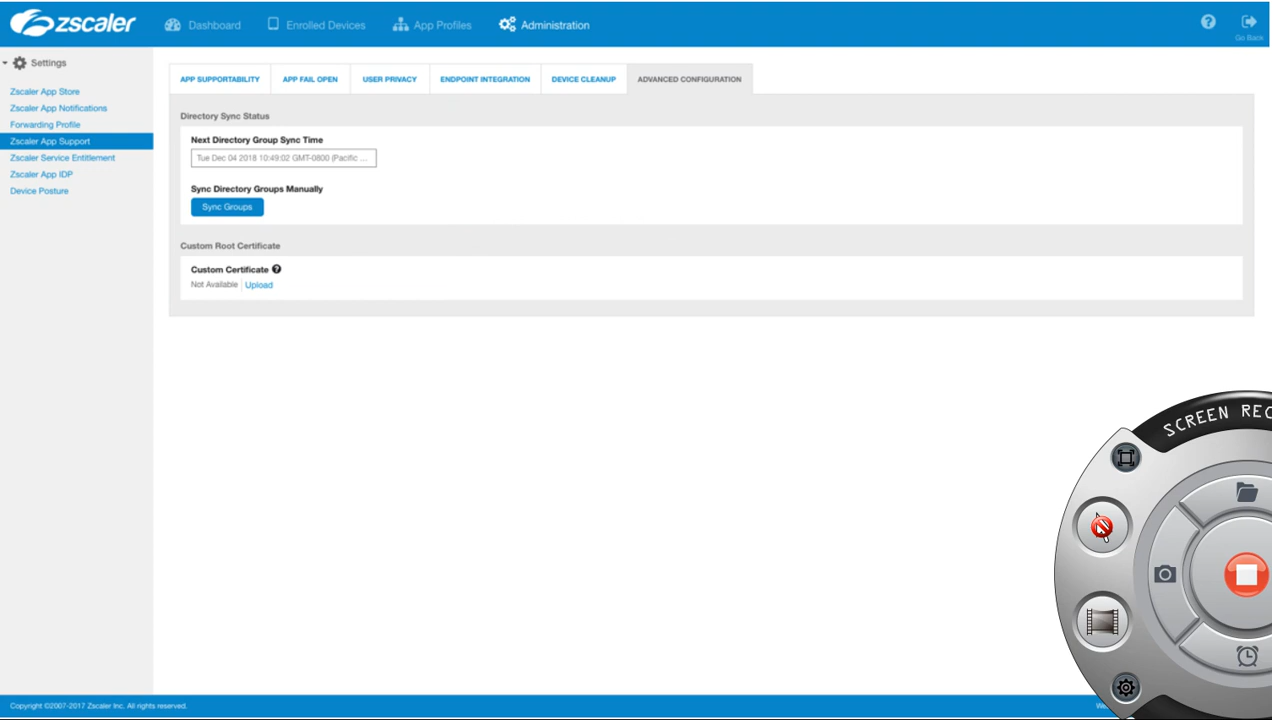 zscaler
Dashboard
Enrolled Devices
App Profiles
Administration
Go Back
Settings
Zscaler App Store
Zscaler App Notifications
Forwarding Profile
Zscaler App Support
Zscaler Service Entitlement
Zscaler App IDP
Device Posture
APP SUPPORTABILITY
APP FAIL OPEN
USER PRIVACY
ENDPOINT INTEGRATION
DEVICE CLEANUP
ADVANCED CONFIGURATION
Directory Sync Status
Next Directory Group Sync Time
Tue Dec 04 2018 10:49:02 GMT-0800 (Pacific ...
Sync Directory Groups Manually
Sync Groups
Custom Root Certificate
Custom Certificate
Not Available
Upload
SCREEN REC
Copyright ©2007-2017 Zscaler Inc. All rights reserved.